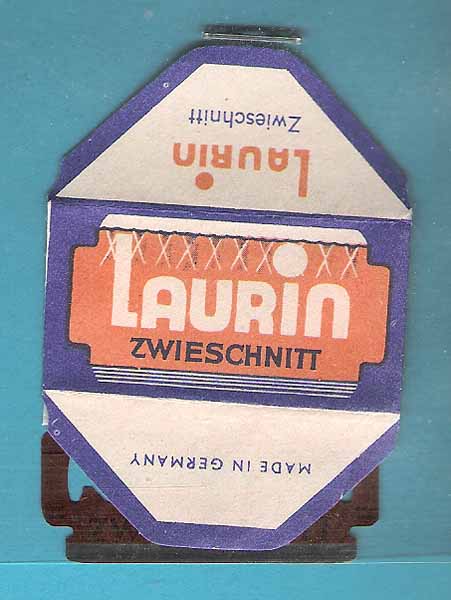 Zwieschnitt
LAURIN
LAURIN
ZWIESCHNITT
MADE IN GERMANY